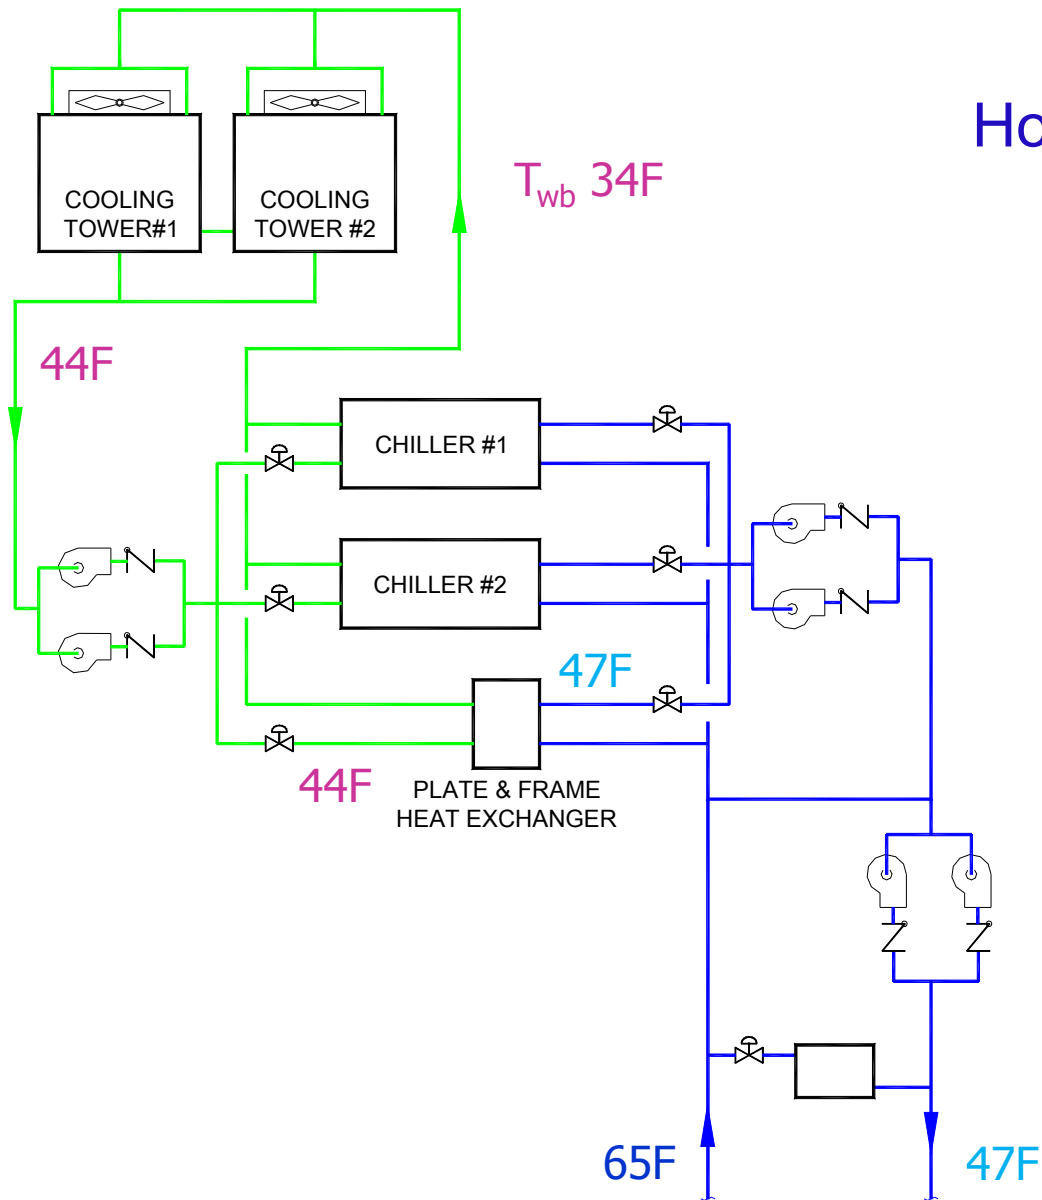 Ho
COOLING
TOWER#1
COOLING
TOWER #2
Twb 34F
44F
CHILLER #1
CHILLER #2
47F
44F
PLATE & FRAME
HEAT EXCHANGER
65F
47F